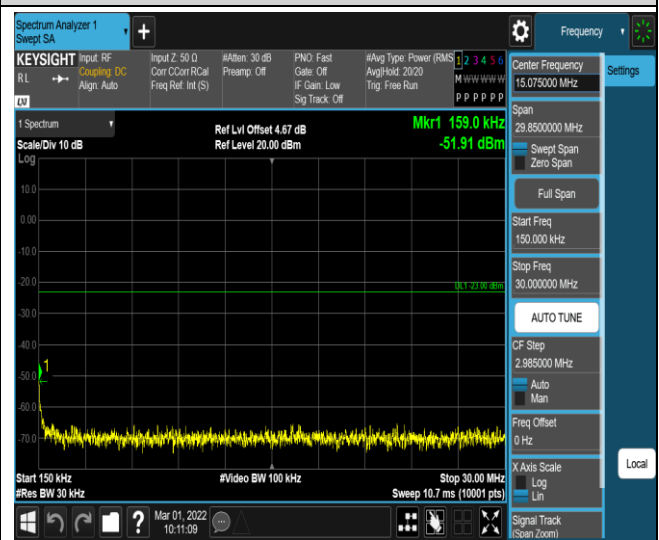 Spectrum Analyzer 1
Swept SA
Frequency
KEYSIGHT
RL
LXI
Input: RF
Coupling: DC
Align: Auto
Input Z: 50 Ω
Corr CCorr RCal
Freq Ref: Int (S)
#Atten: 30 dB
Preamp: Off
PNO: Fast
Gate: Off
IF Gain: Low
Sig Track: Off
#Avg Type: Power (RMS
Avg|Hold: 20/20
Trig: Free Run
1 2 3 4 5 6
M W W W W W
P P P P P P
1 Spectrum
Scale/Div 10 dB
Ref Lvl Offset 4.67 dB
Ref Level 20.00 dBm
Mkr1 159.0 kHz
-51.91 dBm
Log
10.0
0.00
-10.0
-20.0
-30.0
-40.0
-50.0
-60.0
-70.0
DL1 -23.00 dBm
1
Start 150 kHz
#Res BW 30 kHz
#Video BW 100 kHz
Stop 30.00 MHz
Sweep 10.7 ms (10001 pts)
Mar 01, 2022
10:11:09
Center Frequency
15.075000 MHz
Span
29.8500000 MHz
Swept Span
Zero Span
Full Span
Start Freq
150.000 kHz
Stop Freq
30.000000 MHz
AUTO TUNE
CF Step
2.985000 MHz
Auto
Man
Freq Offset
0 Hz
X Axis Scale
Log
Lin
Signal Track
(Span Zoom)
Settings
Local